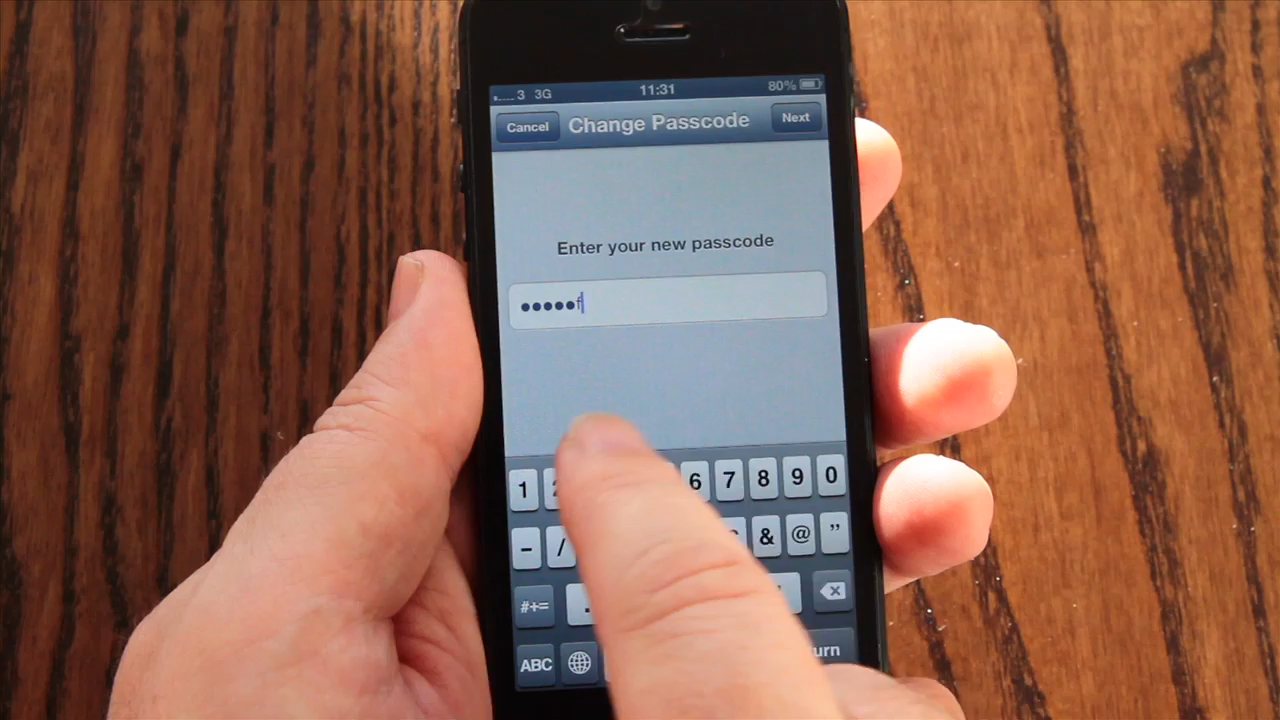 3 3G 11:31 80%
Cancel Change Passcode Next
Enter your new passcode
•••••f
1 6 7 8 9 0
- / & @ "
#+= .
ABC